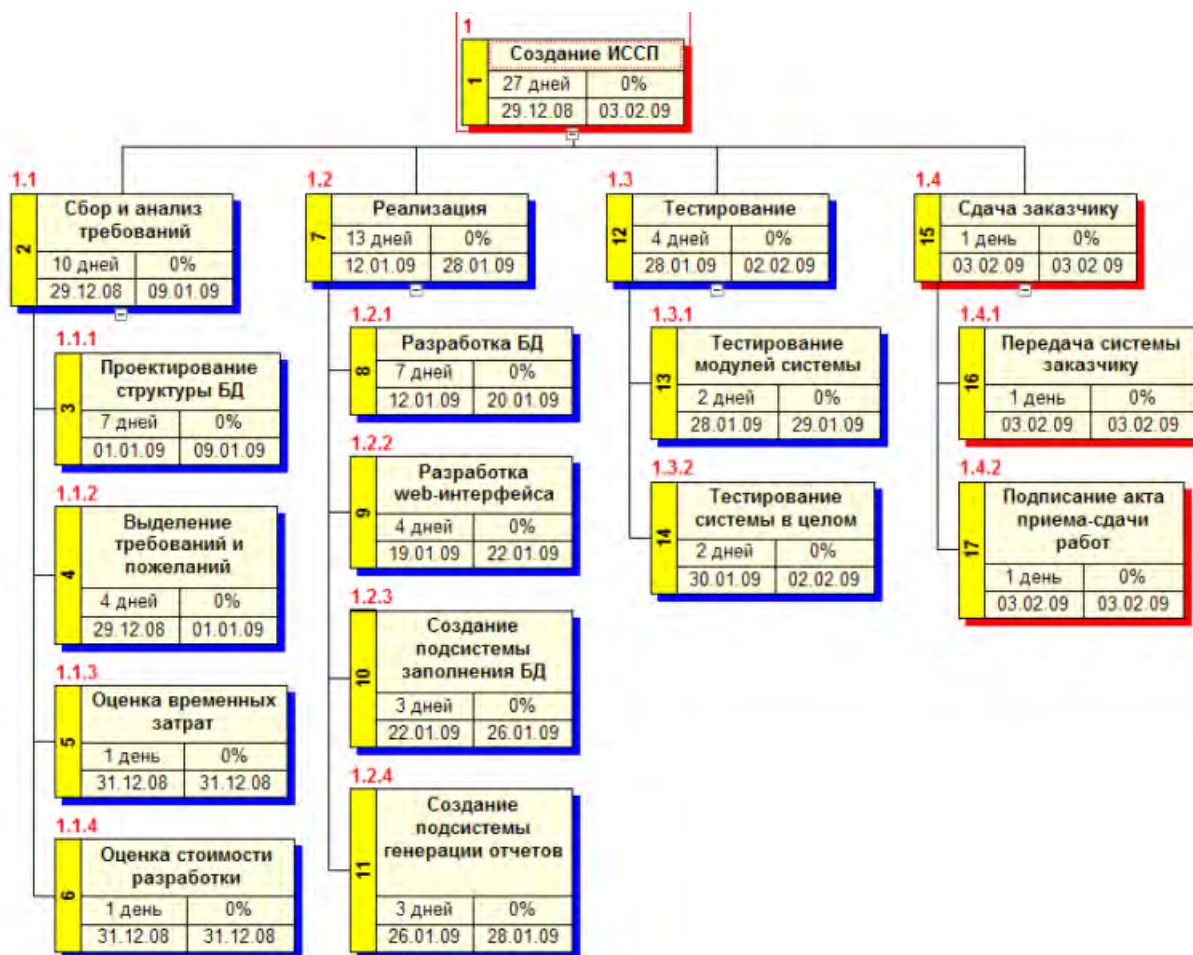 1
Создание ИССП
1
27 дней 0%
29.12.08 03.02.09
1.1
2
Сбор и анализ
требований
10 дней 0%
29.12.08 09.01.09
1.1.1
3
Проектирование
структуры БД
7 дней 0%
01.01.09 09.01.09
1.1.2
4
Выделение
требований и
пожеланий
4 дней 0%
29.12.08 01.01.09
1.1.3
5
Оценка временных
затрат
1 день 0%
31.12.08 31.12.08
1.1.4
6
Оценка стоимости
разработки
1 день 0%
31.12.08 31.12.08
1.2
7
Реализация
13 дней 0%
12.01.09 28.01.09
1.2.1
8
Разработка БД
7 дней 0%
12.01.09 20.01.09
1.2.2
9
Разработка
web-интерфейса
4 дней 0%
19.01.09 22.01.09
1.2.3
10
Создание
подсистемы
заполнения БД
3 дней 0%
22.01.09 26.01.09
1.2.4
11
Создание
подсистемы
генерации отчетов
3 дней 0%
26.01.09 28.01.09
1.3
12
Тестирование
4 дней 0%
28.01.09 02.02.09
1.3.1
13
Тестирование
модулей системы
2 дней 0%
28.01.09 29.01.09
1.3.2
14
Тестирование
системы в целом
2 дней 0%
30.01.09 02.02.09
1.4
15
Сдача заказчику
1 день 0%
03.02.09 03.02.09
1.4.1
16
Передача системы
заказчику
1 день 0%
03.02.09 03.02.09
1.4.2
17
Подписание акта
приема-сдачи
работ
1 день 0%
03.02.09 03.02.09